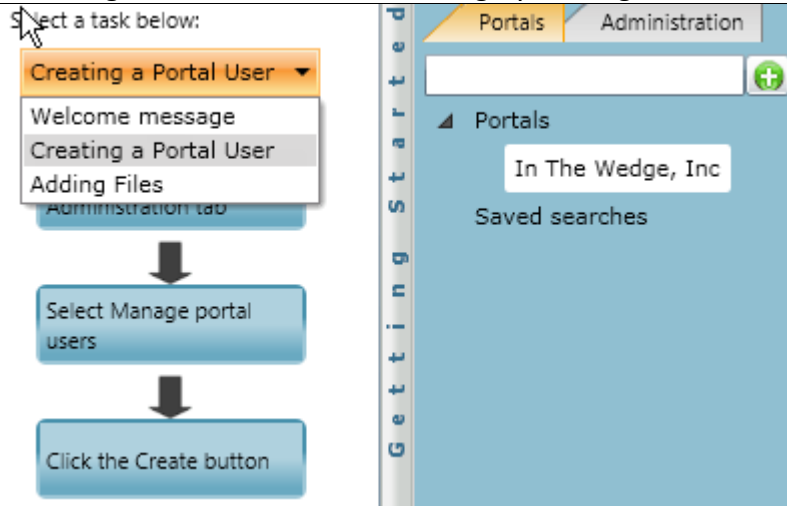 Select a task below:
Creating a Portal User
Welcome message
Creating a Portal User
Adding Files
Administration tab
Select Manage portal
users
Click the Create button
Getting Started
Portals
Administration
Portals
In The Wedge, Inc
Saved searches